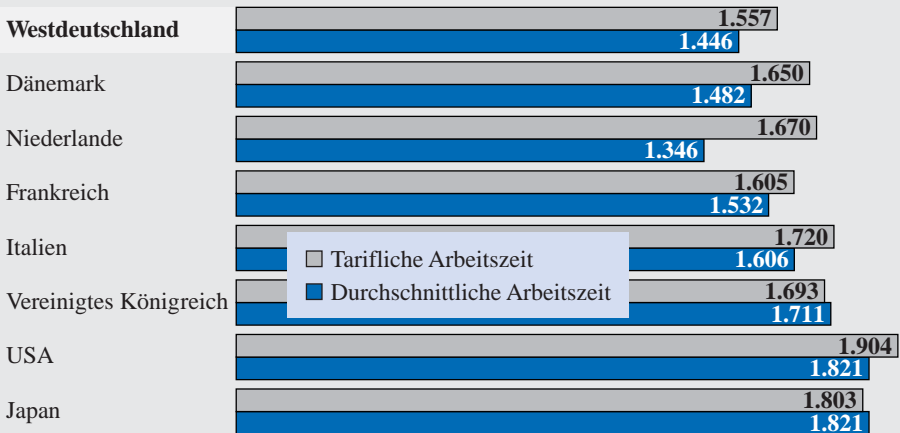 Westdeutschland
1.557
1.446
Dänemark
1.650
1.482
Niederlande
1.670
1.346
Frankreich
1.605
1.532
Italien
1.720
1.606
Tarifliche Arbeitszeit
Durchschnittliche Arbeitszeit
Vereinigtes Königreich
1.693
1.711
USA
1.904
1.821
Japan
1.803
1.821